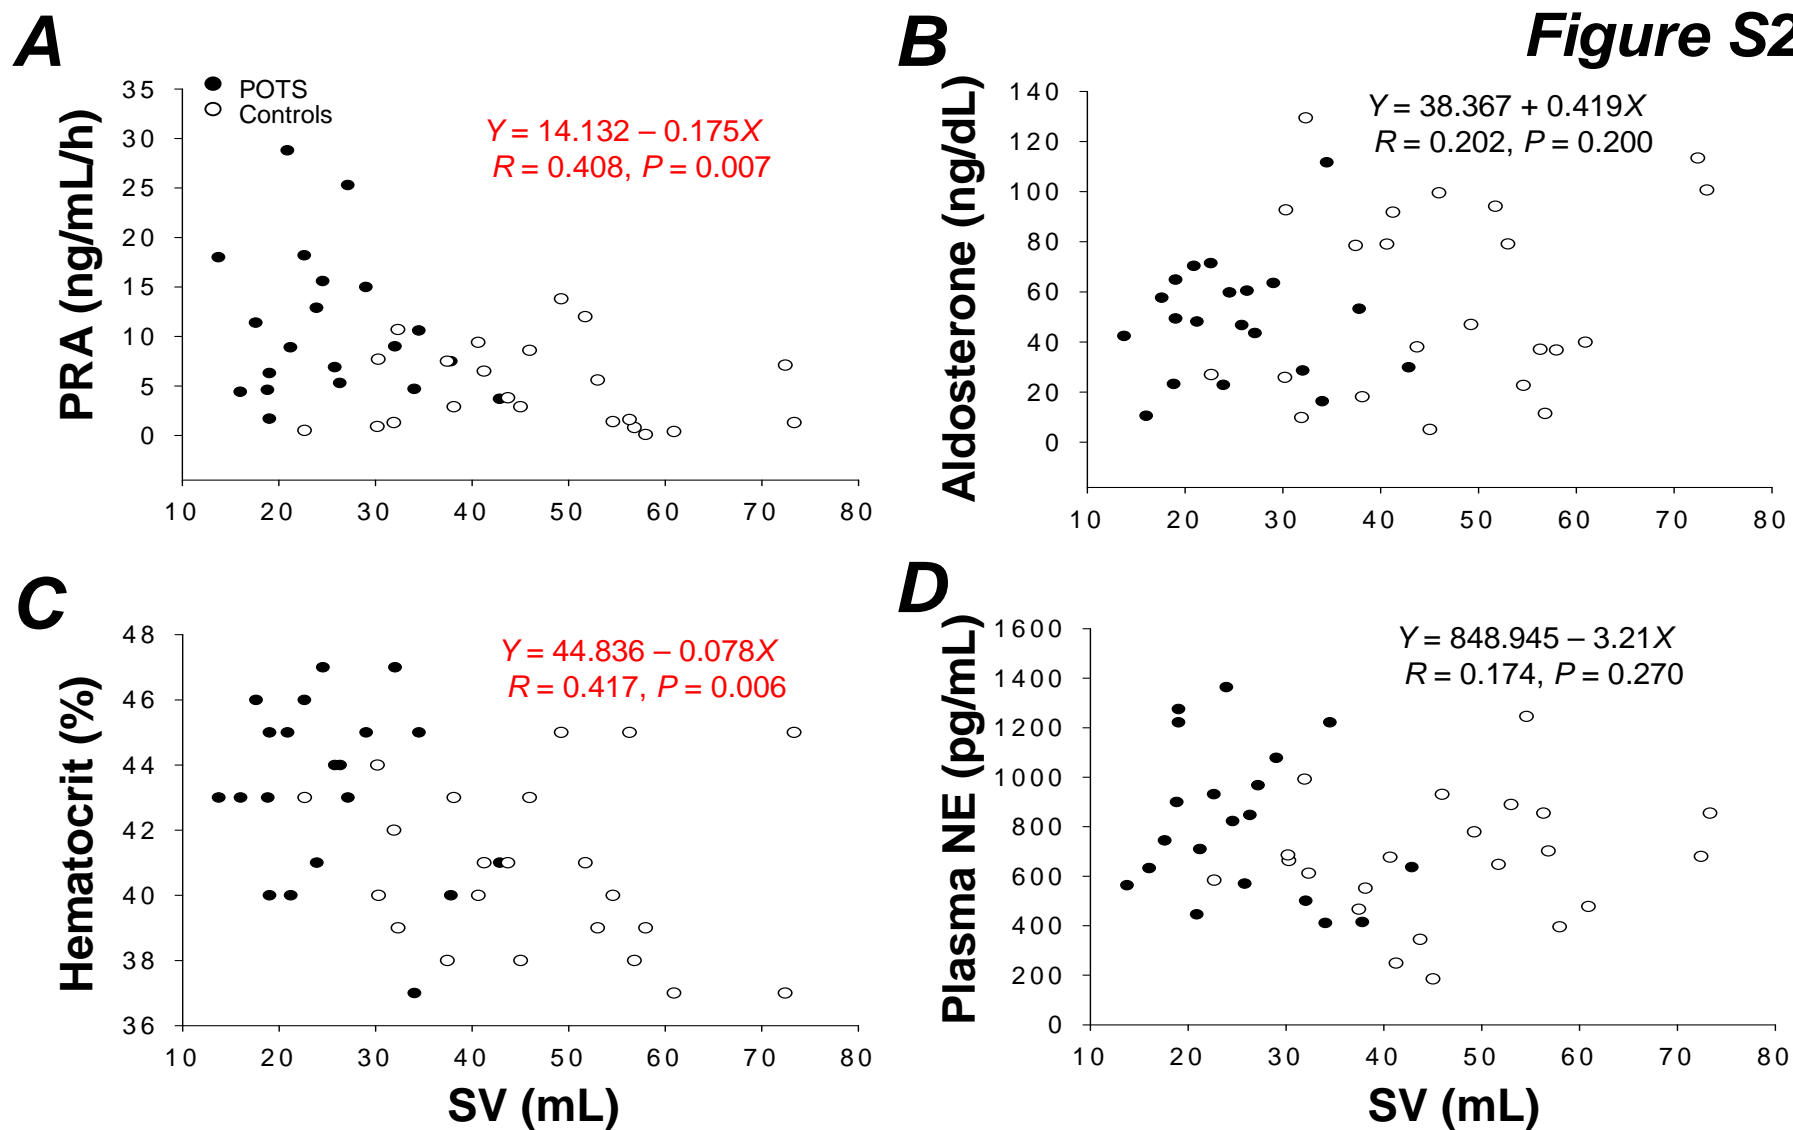 A
B
Figure S2
POTS
Controls
Y = 14.132 – 0.175X
R = 0.408, P = 0.007
PRA (ng/mL/h)
35
30
25
20
15
10
5
0
10 20 30 40 50 60 70 80
Y = 38.367 + 0.419X
R = 0.202, P = 0.200
Aldosterone (ng/dL)
140
120
100
80
60
40
20
0
10 20 30 40 50 60 70 80
C
D
Y = 44.836 – 0.078X
R = 0.417, P = 0.006
Hematocrit (%)
48
46
44
42
40
38
36
10 20 30 40 50 60 70 80
SV (mL)
Y = 848.945 – 3.21X
R = 0.174, P = 0.270
Plasma NE (pg/mL)
1600
1400
1200
1000
800
600
400
200
0
10 20 30 40 50 60 70 80
SV (mL)